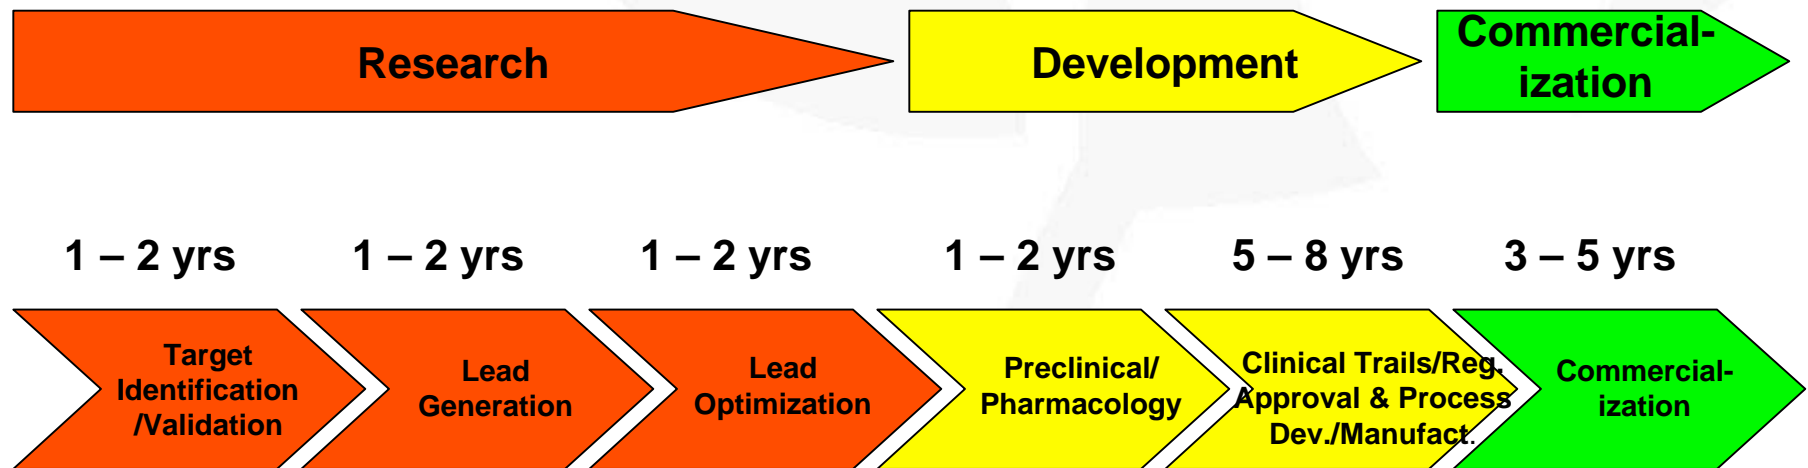 Research
Development
Commercial-
ization
1 – 2 yrs
1 – 2 yrs
1 – 2 yrs
1 – 2 yrs
5 – 8 yrs
3 – 5 yrs
Target
Identification
/Validation
Lead
Generation
Lead
Optimization
Preclinical/
Pharmacology
Clinical Trails/Reg.
Approval & Process
Dev./Manufact.
Commercial-
ization